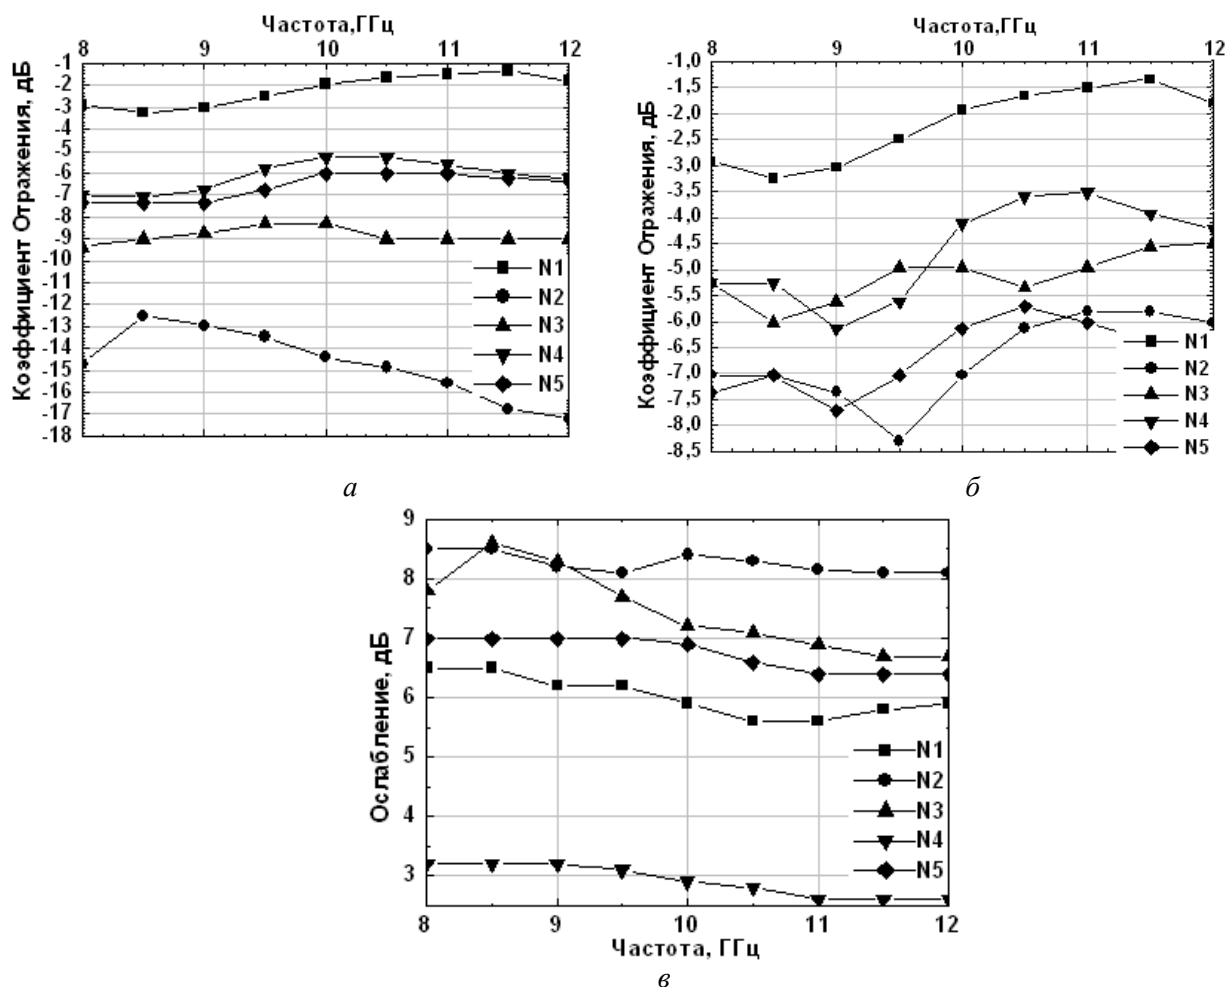 Частота,ГГц
8 9 10 11 12
Коэффициент Отражения, дБ
-1
-2
-3
-4
-5
-6
-7
-8
-9
-10
-11
-12
-13
-14
-15
-16
-17
-18
N1
N2
N3
N4
N5
а
Частота,ГГц
8 9 10 11 12
Коэффициент Отражения, дБ
-1,0
-1,5
-2,0
-2,5
-3,0
-3,5
-4,0
-4,5
-5,0
-5,5
-6,0
-6,5
-7,0
-7,5
-8,0
-8,5
N1
N2
N3
N4
N5
б
Ослабление, дБ
9
8
7
6
5
4
3
N1
N2
N3
N4
N5
8 9 10 11 12
Частота, ГГц
в